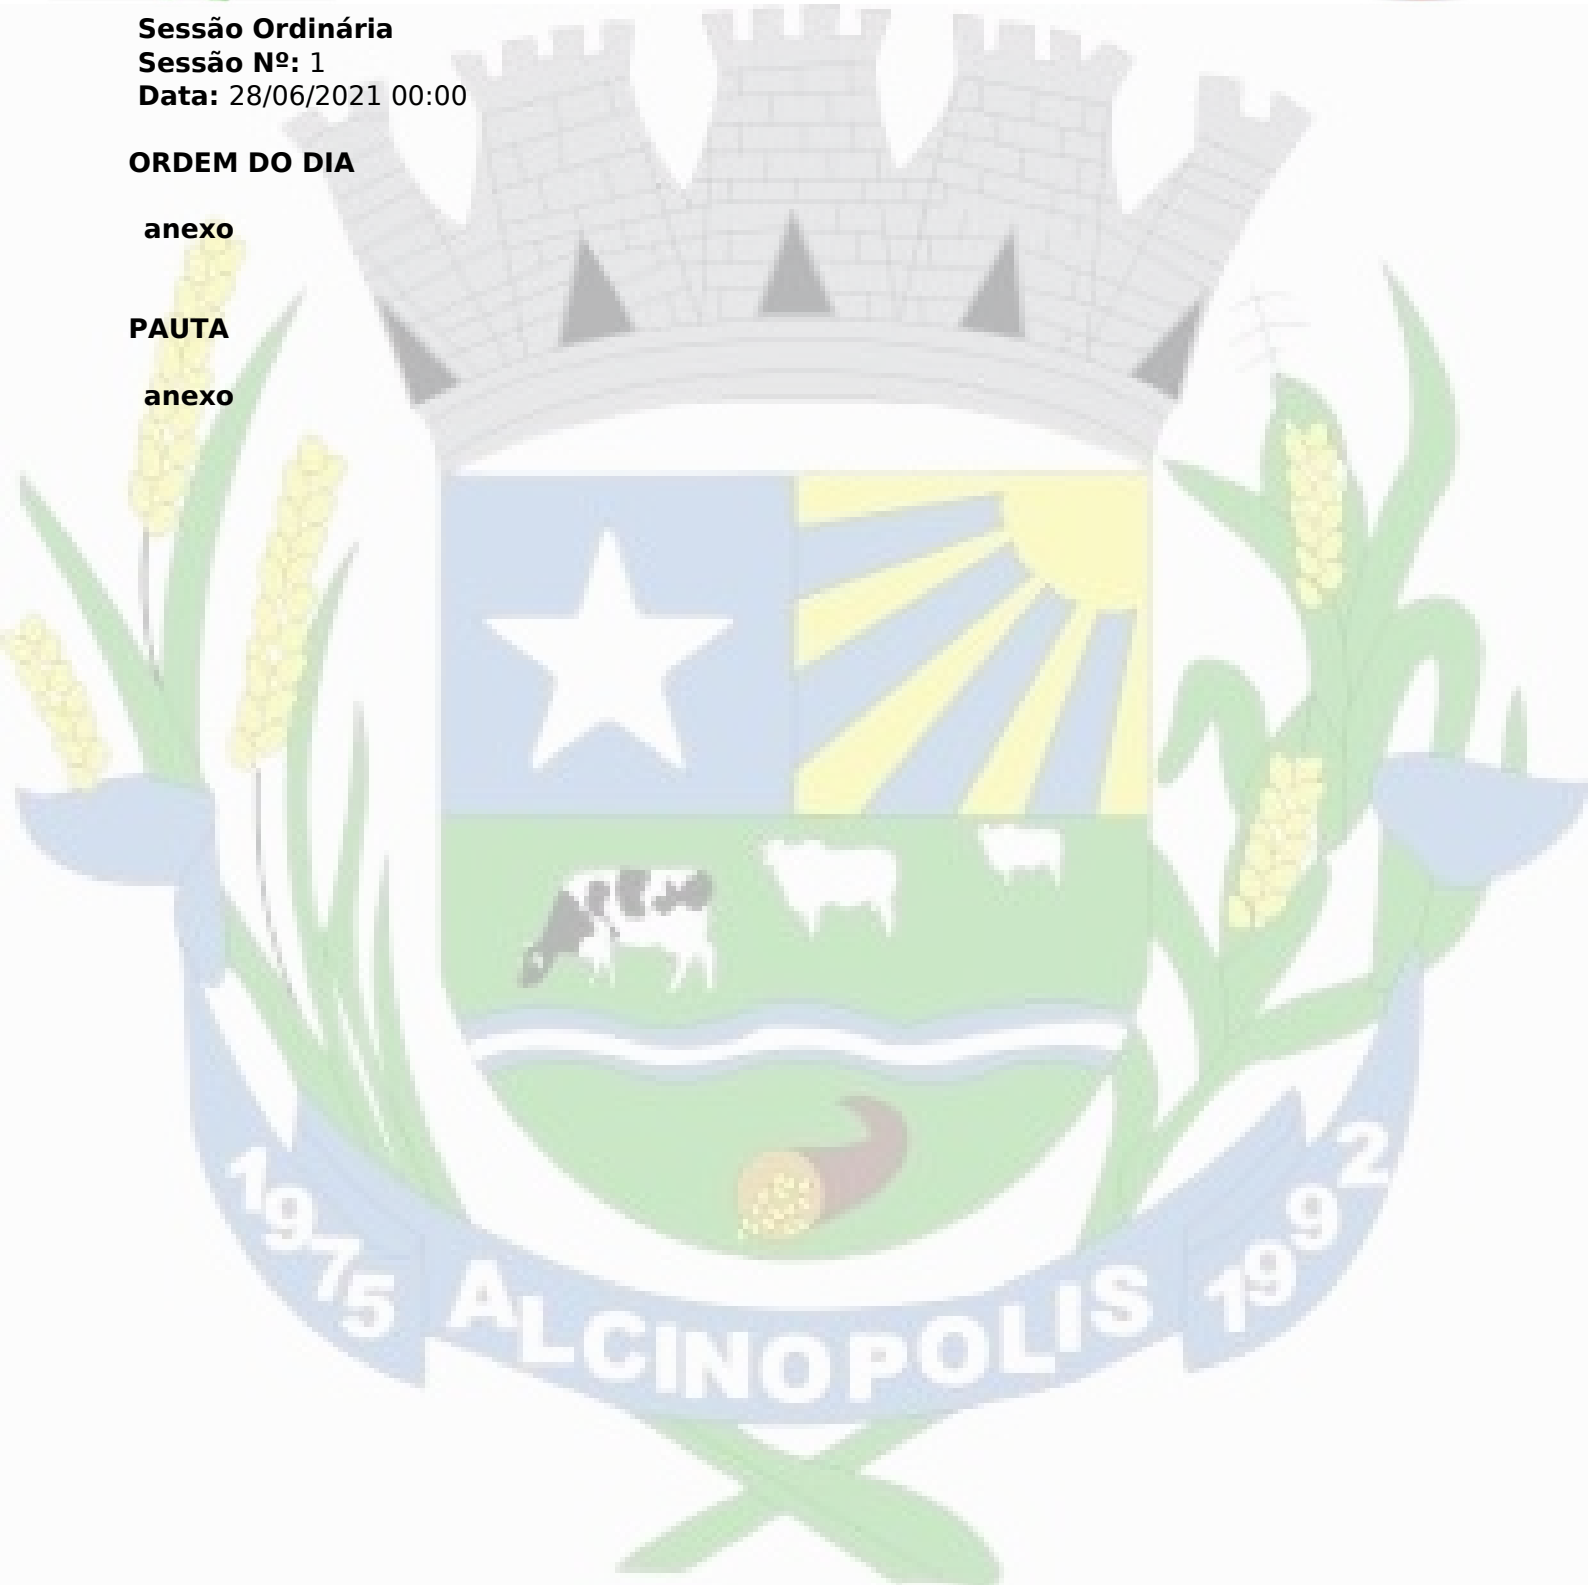 Sessão Ordinária
Sessão Nº: 1
Data: 28/06/2021 00:00
ORDEM DO DIA
anexo
PAUTA
anexo
1975 ALCINOPOLIS 1992